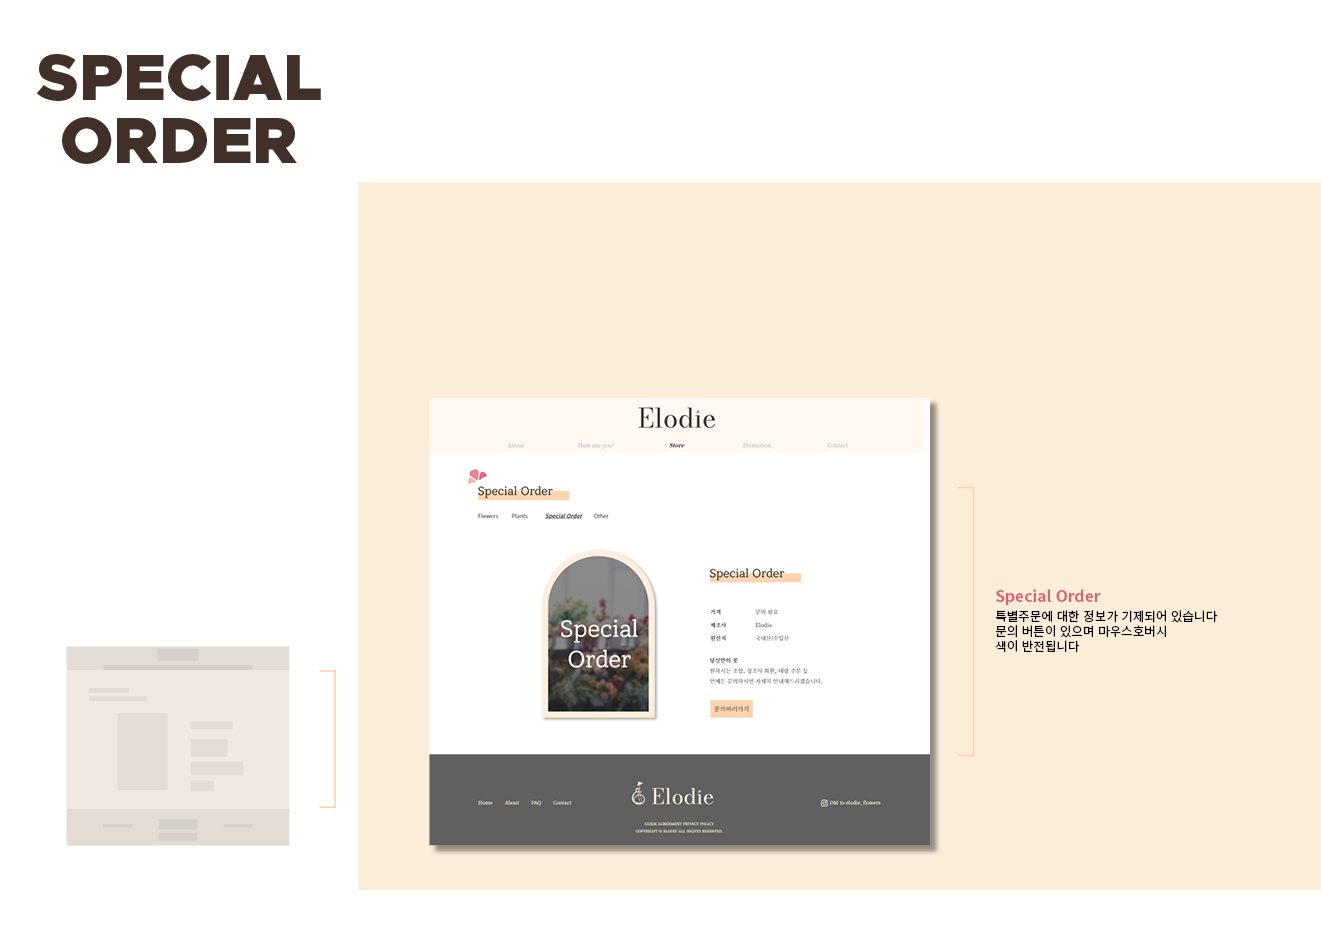 SPECIAL
ORDER
Elodie
About How are you? Store Promotion Contact
Special Order
Flowers Plants Special Order Other
Special
Order
Special Order
가격 문의 필요
제조사 Elodie
원산지 국내산/수입산
당신만의 꽃
원하시는 조합, 경조사 화환, 대량 주문 등
언제든 문의하시면 자세히 안내해드리겠습니다.
문의하러가기
Special Order
특별주문에 대한 정보가 기제되어 있습니다
문의 버튼이 있으며 마우스호버시
색이 반전됩니다
Home About FAQ Contact
Elodie
DM to elodie_flowers
GUIDE AGREEMENT PRIVACY POLICY
COPYRIGHT © ELODIE ALL RIGHTS RESERVED.